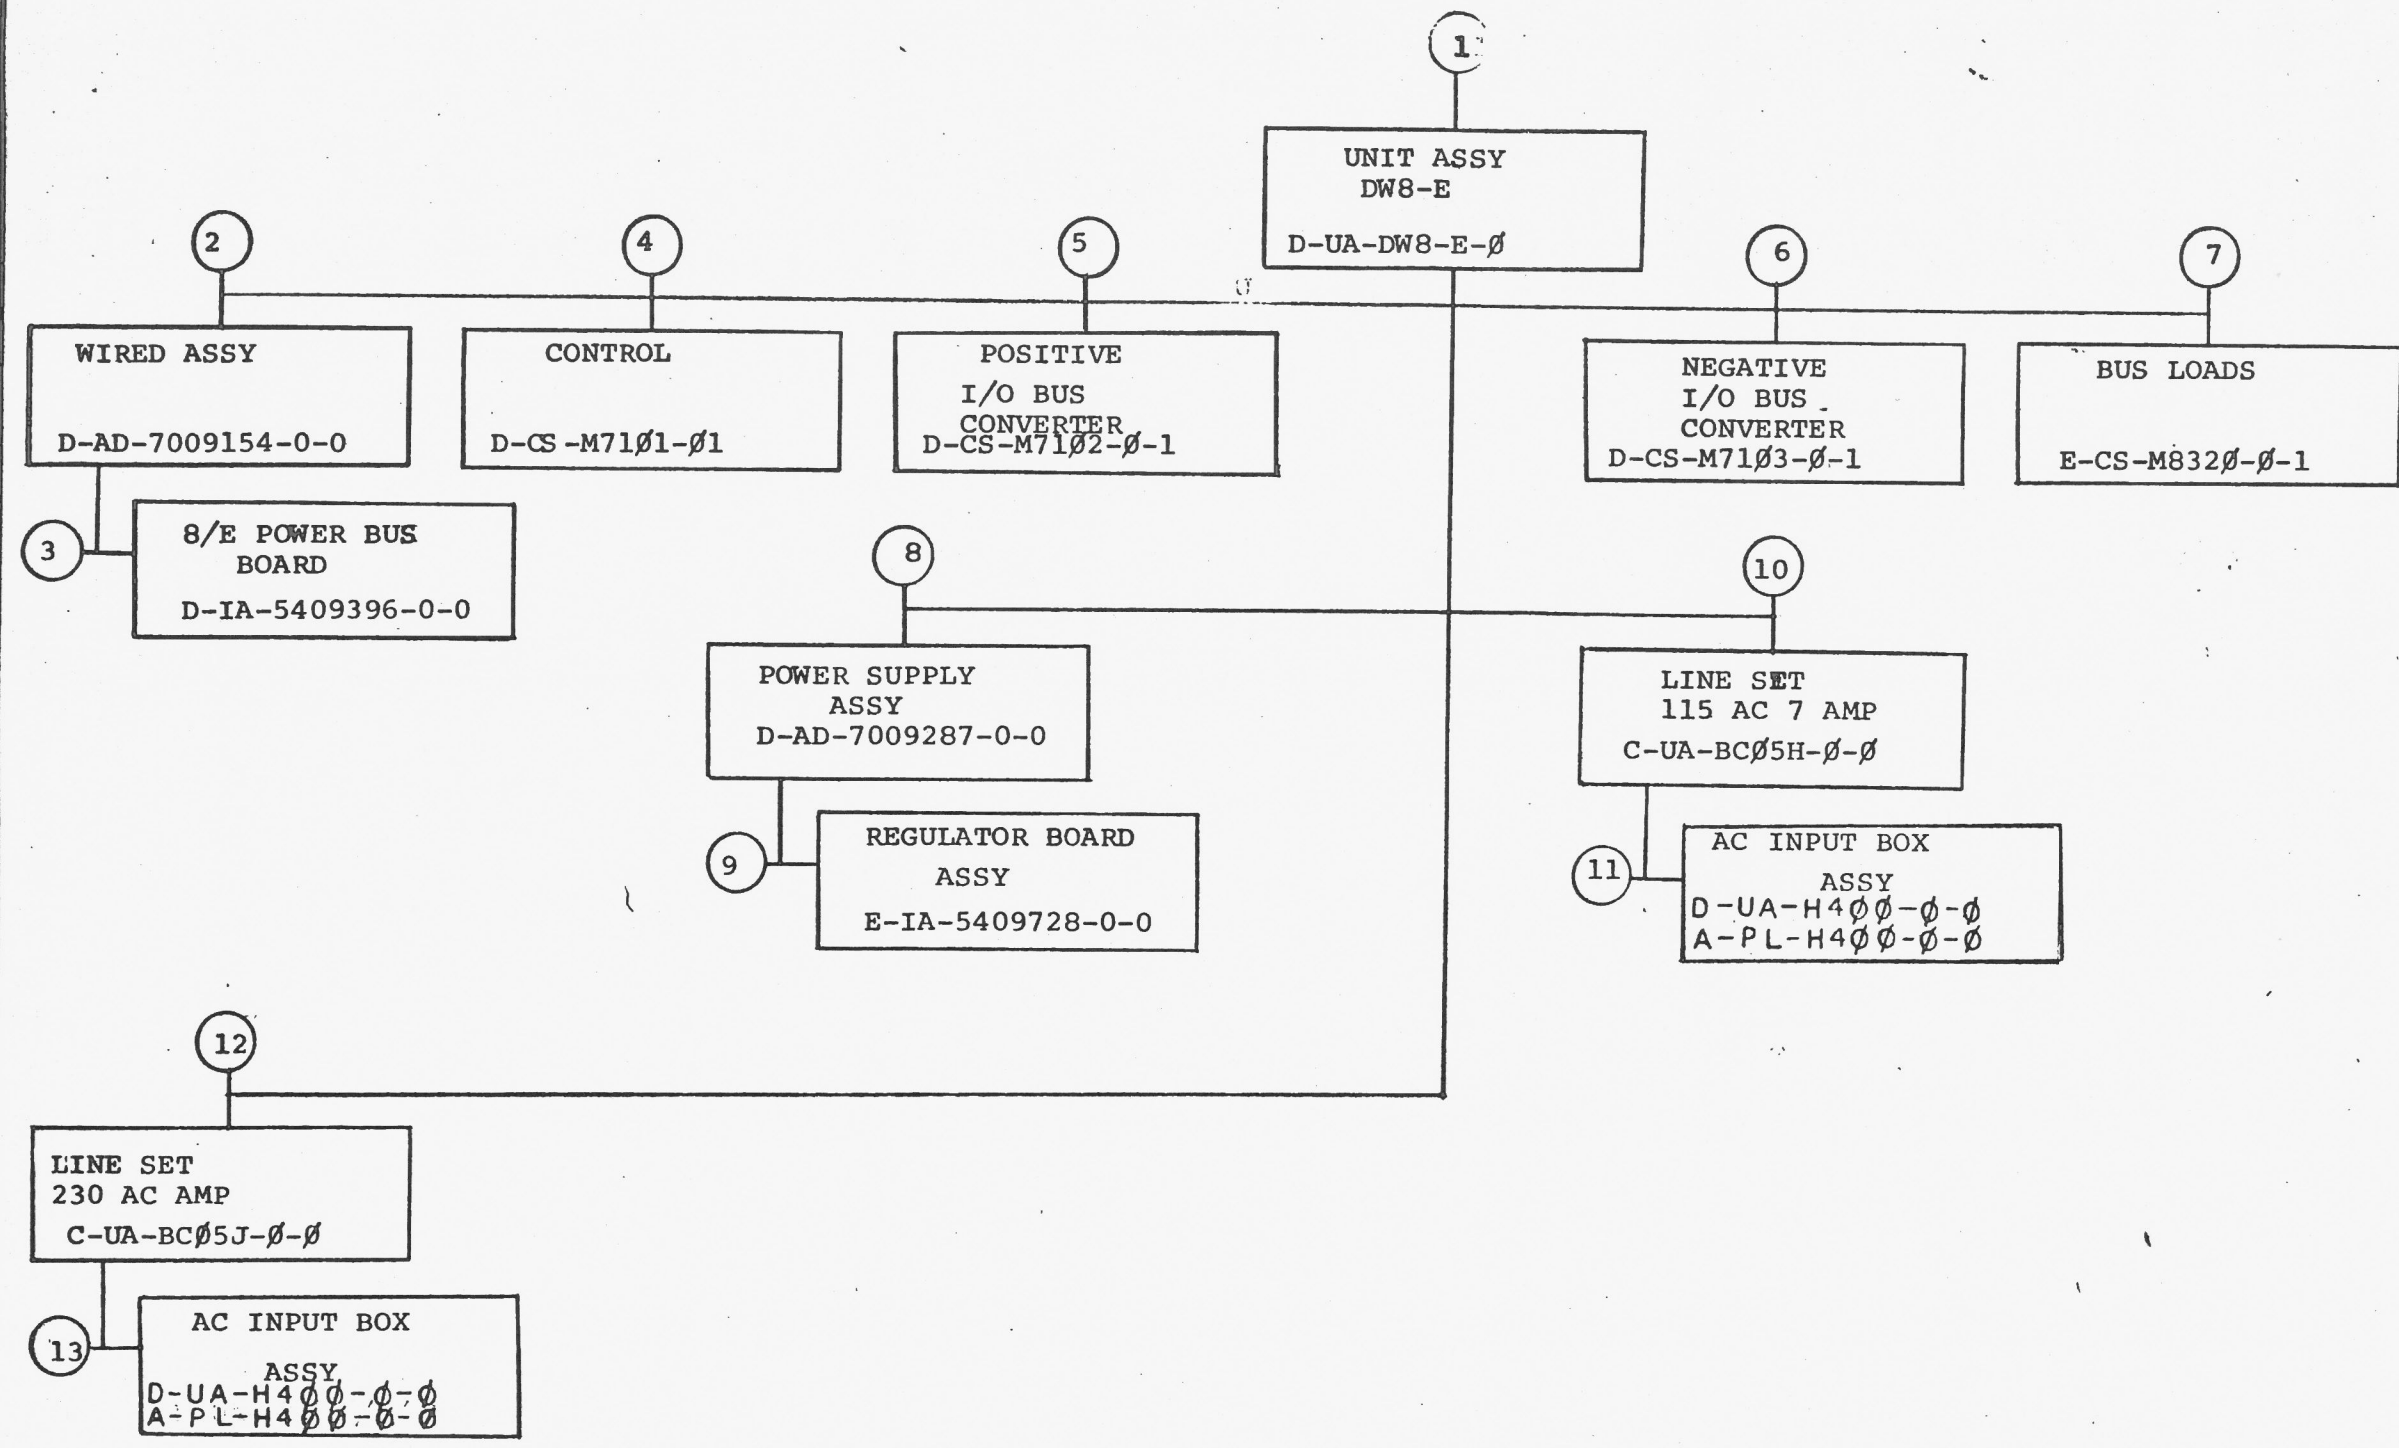 1
UNIT ASSY
DW8-E
D-UA-DW8-E-Ø
2
WIRED ASSY
D-AD-7009154-0-0
3
8/E POWER BUS
BOARD
D-IA-5409396-0-0
4
CONTROL
D-CS-M71Ø1-Ø1
5
POSITIVE
I/O BUS
CONVERTER
D-CS-M71Ø2-Ø-1
6
NEGATIVE
I/O BUS
CONVERTER
D-CS-M71Ø3-Ø-1
7
BUS LOADS
E-CS-M832Ø-Ø-1
8
POWER SUPPLY
ASSY
D-AD-7009287-0-0
9
REGULATOR BOARD
ASSY
E-IA-5409728-0-0
10
LINE SET
115 AC 7 AMP
C-UA-BCØ5H-Ø-Ø
11
AC INPUT BOX
ASSY
D-UA-H4ØØ-Ø-Ø
A-PL-H4ØØ-Ø-Ø
12
LINE SET
230 AC AMP
C-UA-BCØ5J-Ø-Ø
13
AC INPUT BOX
ASSY
D-UA-H4ØØ-Ø-Ø
A-PL-H4ØØ-Ø-Ø